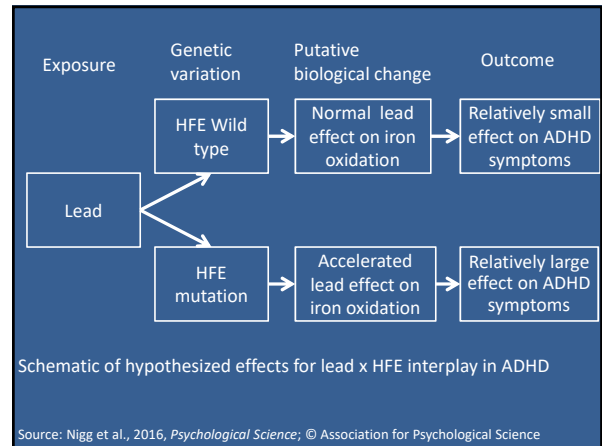 Exposure
Genetic
variation
Putative
biological change
Outcome
HFE Wild
type
Normal lead
effect on iron
oxidation
Relatively small
effect on ADHD
symptoms
Lead
HFE
mutation
Accelerated
lead effect on
iron oxidation
Relatively large
effect on ADHD
symptoms
Schematic of hypothesized effects for lead x HFE interplay in ADHD
Source: Nigg et al., 2016, Psychological Science; © Association for Psychological Science